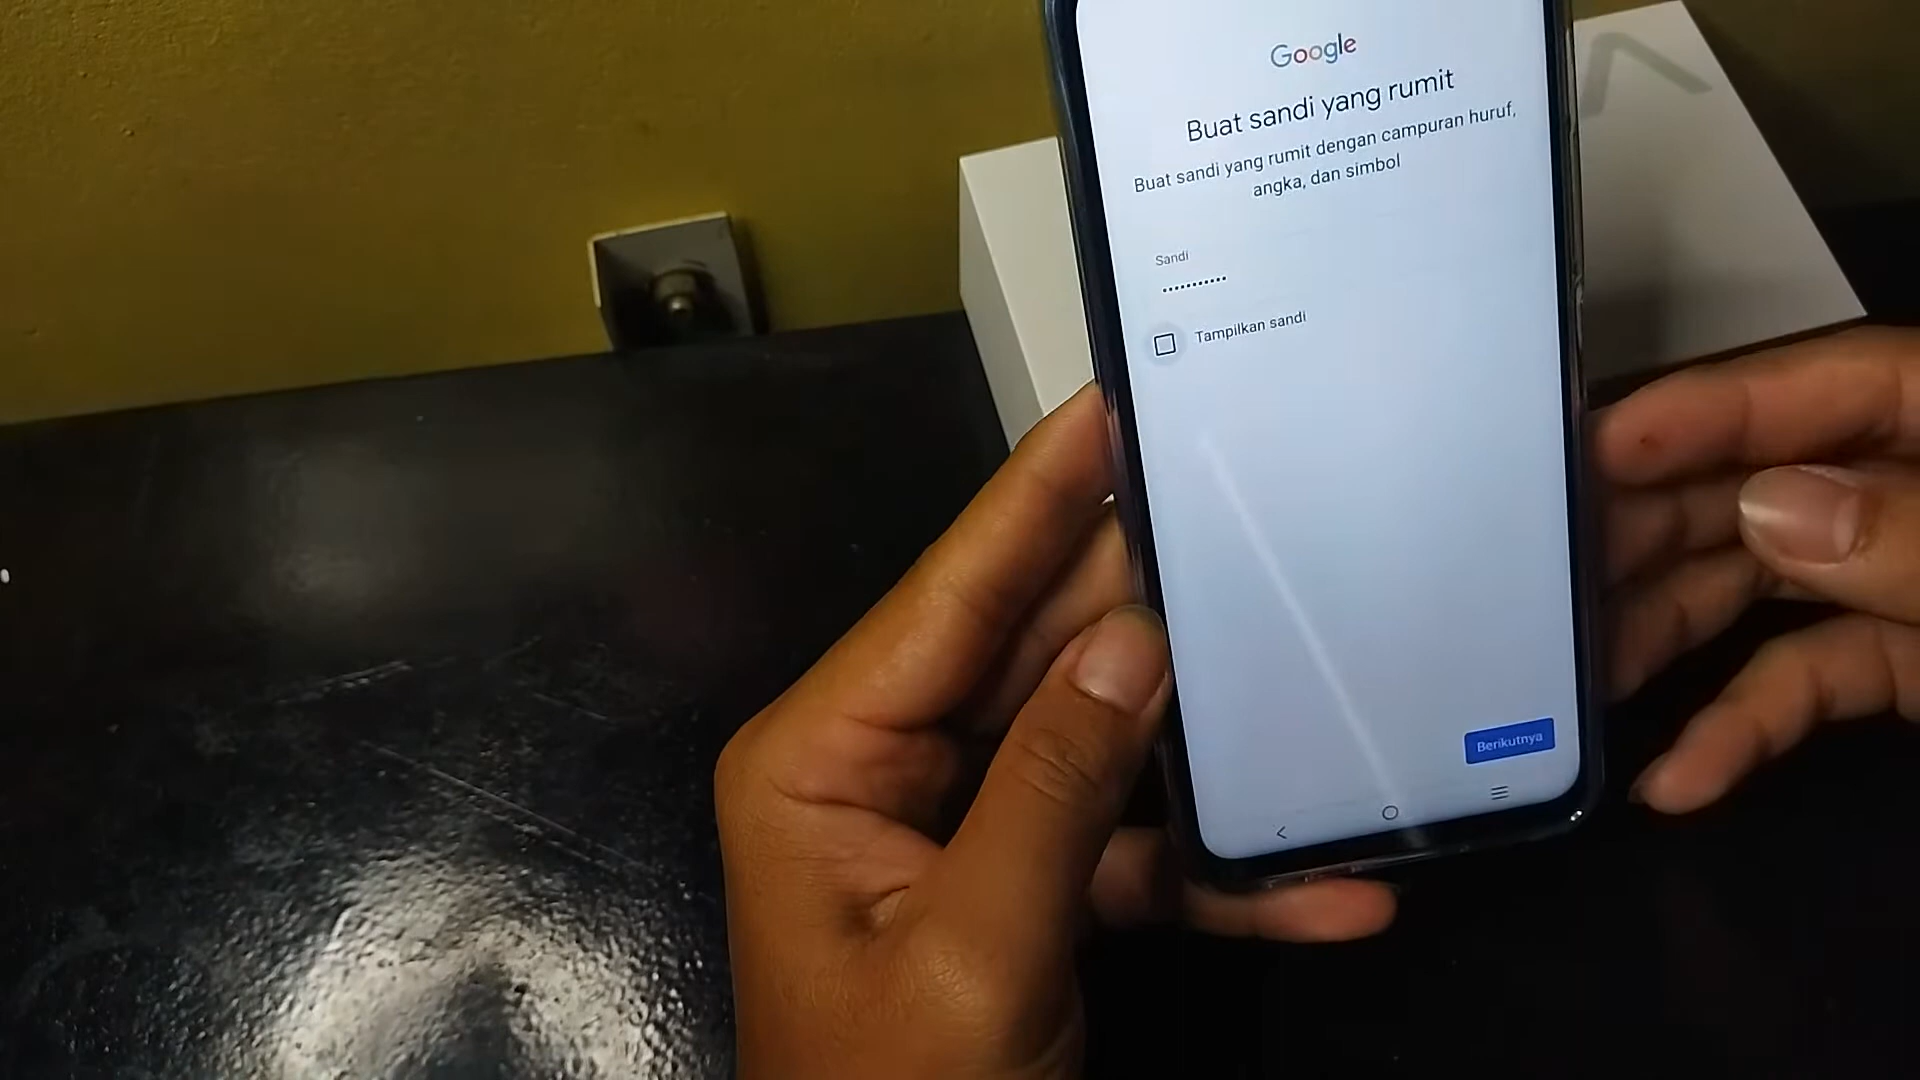 Google
Buat sandi yang rumit
Buat sandi yang rumit dengan campuran huruf,
angka, dan simbol
Sandi
•••••••••••
Tampilkan sandi
Berikutnya